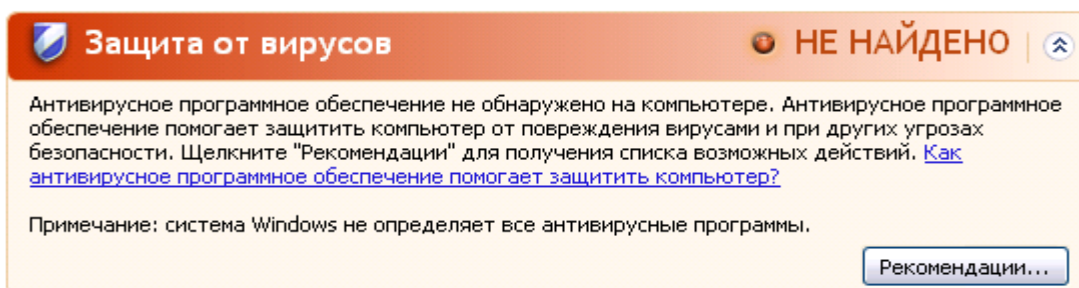 Защита от вирусов НЕ НАЙДЕНО
Антивирусное программное обеспечение не обнаружено на компьютере. Антивирусное программное
обеспечение помогает защитить компьютер от повреждения вирусами и при других угрозах
безопасности. Щелкните "Рекомендации" для получения списка возможных действий. Как
антивирусное программное обеспечение помогает защитить компьютер?
Примечание: система Windows не определяет все антивирусные программы.
Рекомендации...